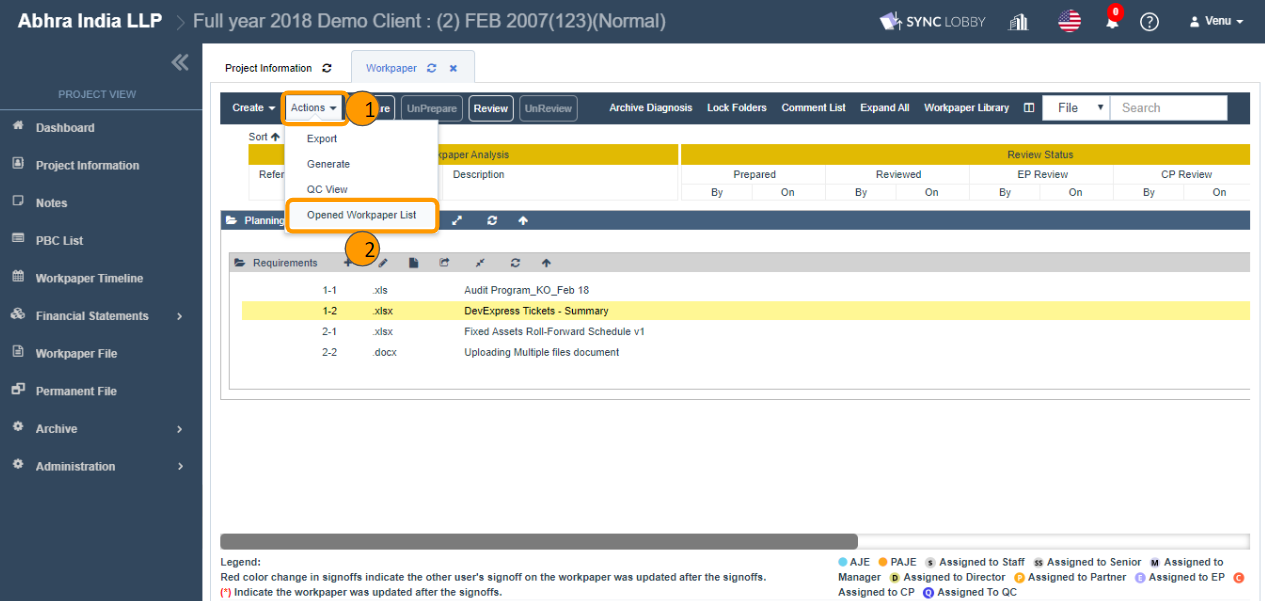 Abhra India LLP > Full year 2018 Demo Client : (2) FEB 2007(123)(Normal) SYNC LOBBY 0 ? Venu
Project Information Workpaper x
PROJECT VIEW
Dashboard
Project Information
Notes
PBC List
Workpaper Timeline
Financial Statements
Workpaper File
Permanent File
Archive
Administration
Create Actions 1 re UnPrepare Review UnReview Archive Diagnosis Lock Folders Comment List Expand All Workpaper Library File Search
Export
Generate
QC View
Opened Workpaper List
2
Sort
kpaper Analysis Review Status
Refer Description Prepared Reviewed EP Review CP Review
By On By On By On By On
Planning
Requirements
1-1 .xls Audit Program_KO_Feb 18
1-2 .xlsx DevExpress Tickets - Summary
2-1 .xlsx Fixed Assets Roll-Forward Schedule v1
2-2 .docx Uploading Multiple files document
Legend:
Red color change in signoffs indicate the other user's signoff on the workpaper was updated after the signoffs.
(*) Indicate the workpaper was updated after the signoffs.
AJE PAJE S Assigned to Staff SS Assigned to Senior M Assigned to
Manager D Assigned to Director P Assigned to Partner E Assigned to EP C
Assigned to CP Q Assigned To QC